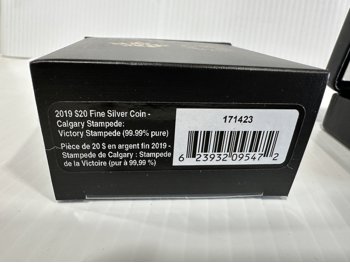 2019 $20 Fine Silver Coin -
Calgary Stampede:
Victory Stampede (99.99% pure)
Pièce de 20 $ en argent fin 2019 -
Stampede de Calgary : Stampede
de la Victoire (pur à 99,99 %)
171423
6 23932 09547 2